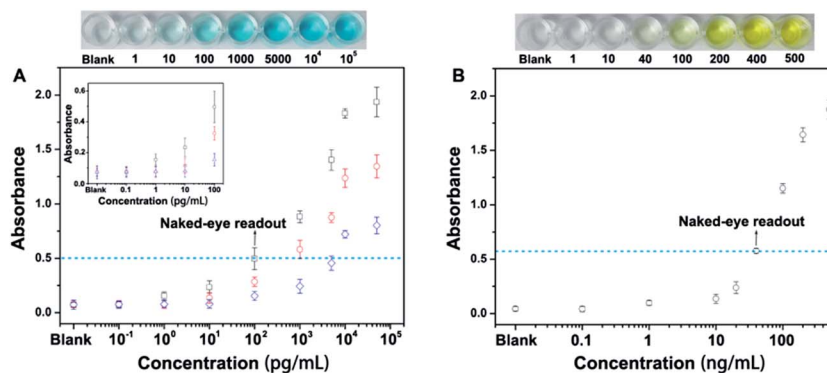 Blank 1 10 100 1000 5000 10⁴ 10⁵
Blank 1 10 40 100 200 400 500
A
B
Absorbance
2.0
1.5
1.0
0.5
0.0
Absorbance
0.6
0.4
0.2
0.0
Blank 0.1 1 10 100
Concentration (pg/mL)
Naked-eye readout
Blank 10⁻¹ 10⁰ 10¹ 10² 10³ 10⁴ 10⁵
Concentration (pg/mL)
Absorbance
2.0
1.5
1.0
0.5
0.0
Naked-eye readout
Blank 0.1 1 10 100
Concentration (ng/mL)